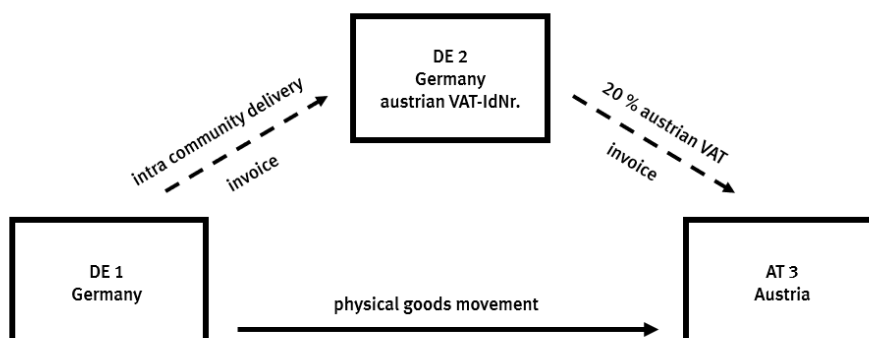 DE 2
Germany
austrian VAT-IdNr.
intra community delivery
invoice
20 % austrian VAT
invoice
DE 1
Germany
physical goods movement
AT 3
Austria